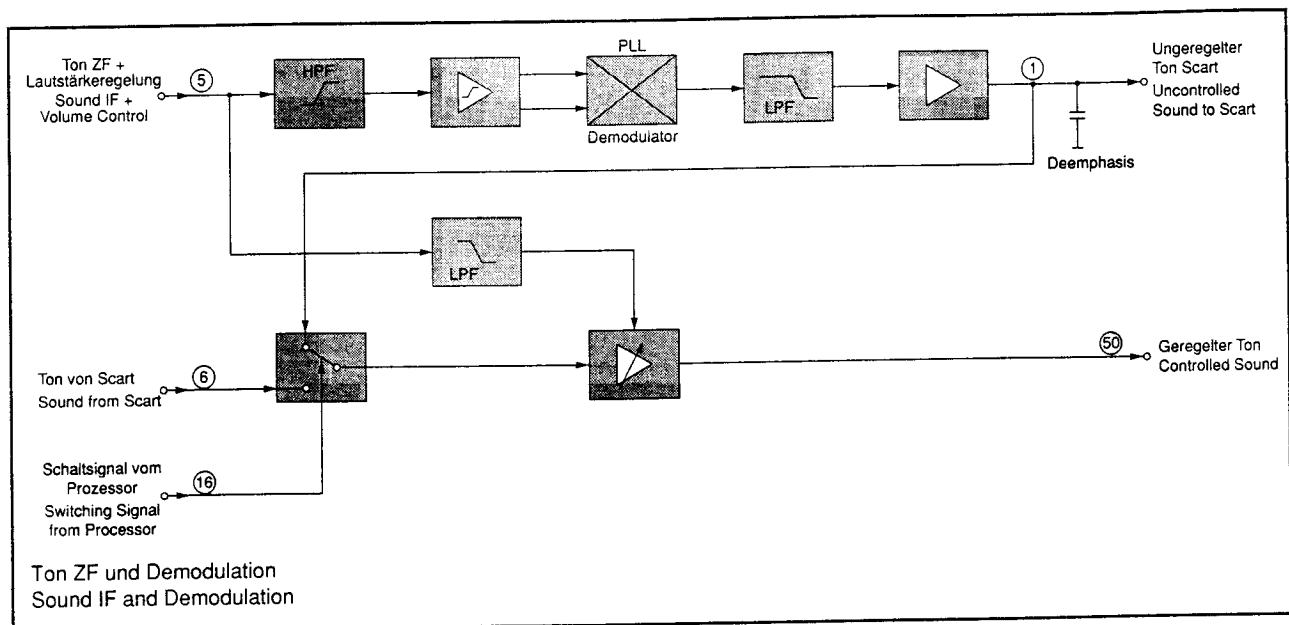 Ton ZF +
Lautstärkeregelung
Sound IF +
Volume Control
5
HPF
PLL
Demodulator
LPF
1
Ungeregelter
Ton Scart
Uncontrolled
Sound to Scart
Deemphasis
LPF
Ton von Scart
Sound from Scart
6
50
Geregelter Ton
Controlled Sound
Schaltsignal vom
Prozessor
Switching Signal
from Processor
16
Ton ZF und Demodulation
Sound IF and Demodulation